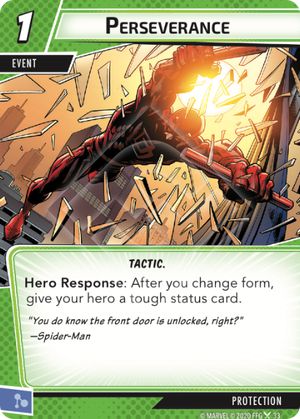 1
PERSEVERANCE
EVENT
TACTIC.
Hero Response: After you change form,
give your hero a tough status card.
"You do know the front door is unlocked, right?"
—Spider-Man
PROTECTION
© MARVEL © 2020 FFG 33